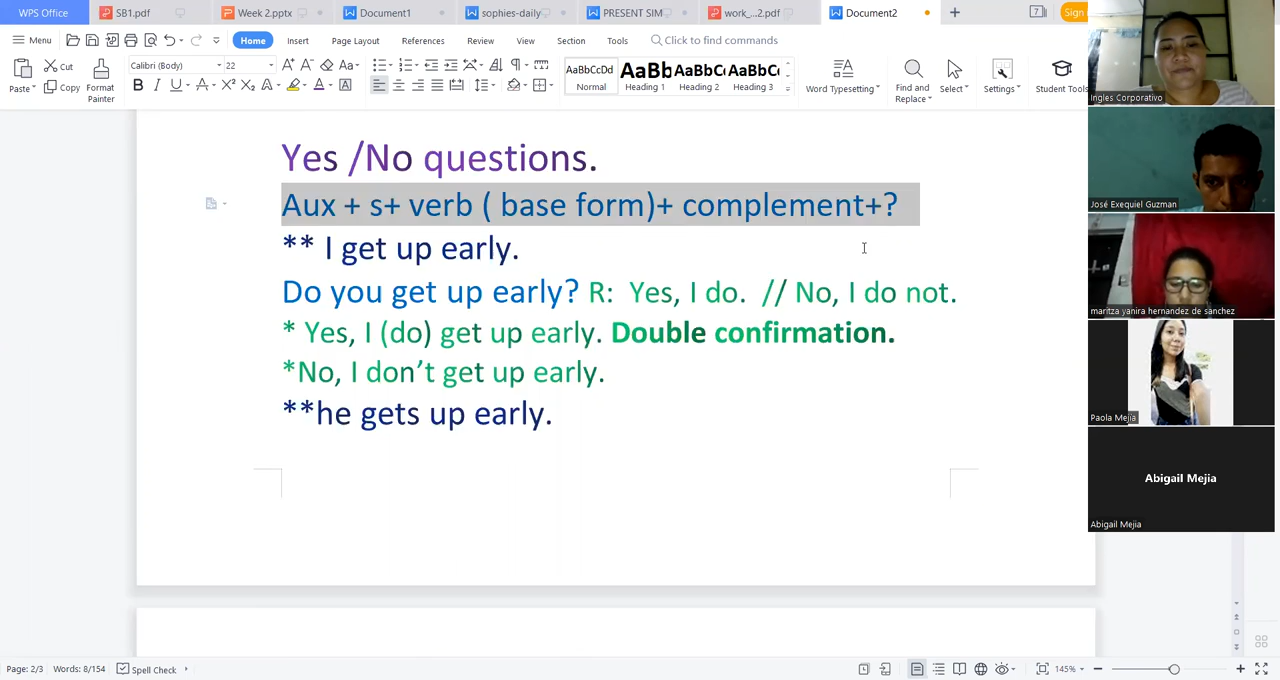 WPS Office
SB1.pdf
Week 2.pptx
Document1
sophies-daily
PRESENT SIM
work_...2.pdf
Document2
7
Sign
Menu
Home
Insert
Page Layout
References
Review
View
Section
Tools
Click to find commands
Paste
Cut
Copy
Format Painter
Calibri (Body)
22
AaBbCcDd
Normal
AaBb
Heading 1
AaBbCc
Heading 2
AaBbCc
Heading 3
Word Typesetting
Find and Replace
Select
Settings
Student Tools
Yes /No questions.
Aux + s+ verb ( base form)+ complement+?
** I get up early.
Do you get up early? R: Yes, I do. // No, I do not.
* Yes, I (do) get up early. Double confirmation.
*No, I don’t get up early.
**he gets up early.
Ingles Corporativo
José Exequiel Guzman
maritza yanira hernandez de sanchez
Paola Mejia
Abigail Mejia
Abigail Mejia
Page: 2/3
Words: 8/154
Spell Check
145%